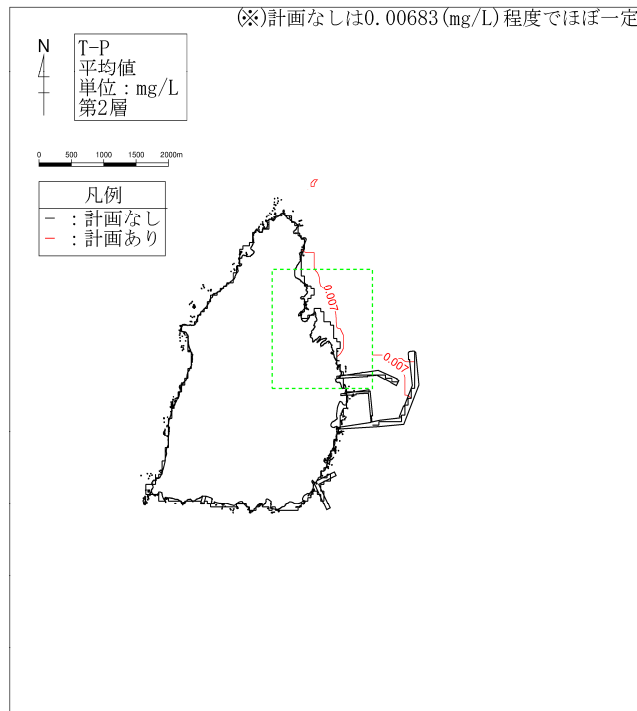 (※)計画なしは0.00683(mg/L)程度でほぼ一定
N
T-P
平均値
単位：mg/L
第2層
0 500 1000 1500 2000m
凡例
― ：計画なし
― ：計画あり
0.007
0.007